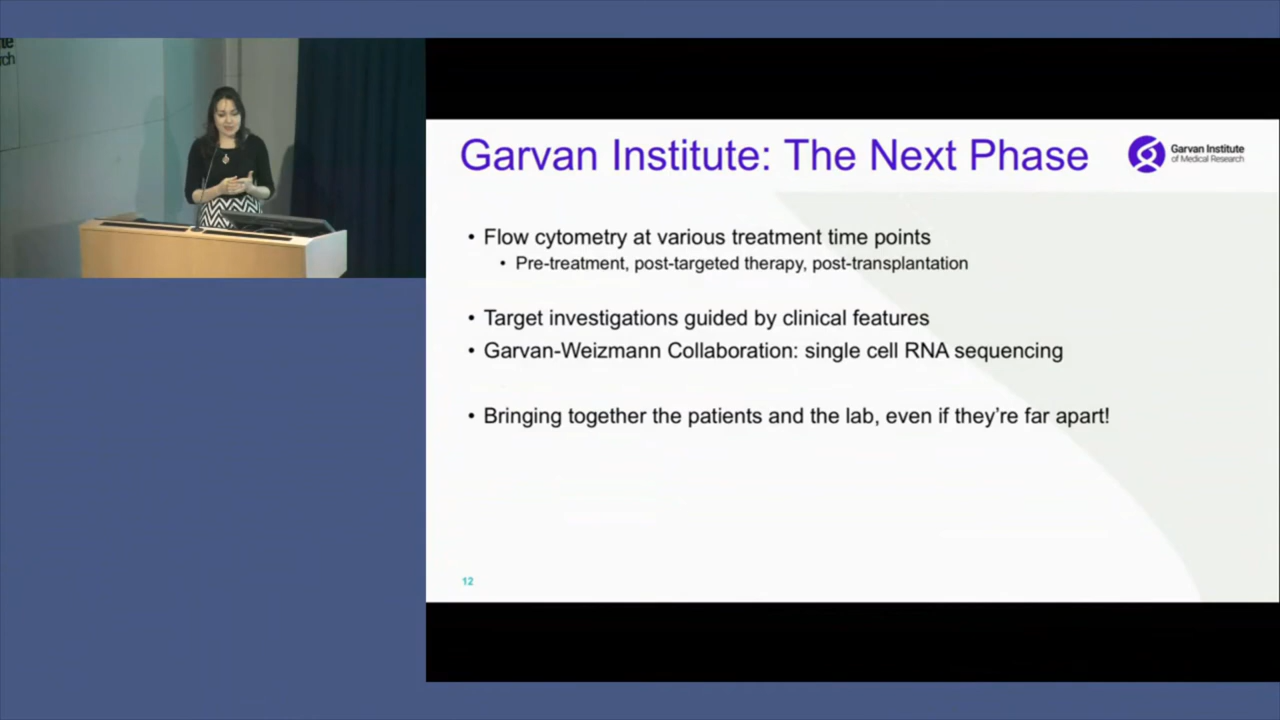 Garvan Institute: The Next Phase
Garvan Institute
of Medical Research
• Flow cytometry at various treatment time points
• Pre-treatment, post-targeted therapy, post-transplantation
• Target investigations guided by clinical features
• Garvan-Weizmann Collaboration: single cell RNA sequencing
• Bringing together the patients and the lab, even if they’re far apart!
12